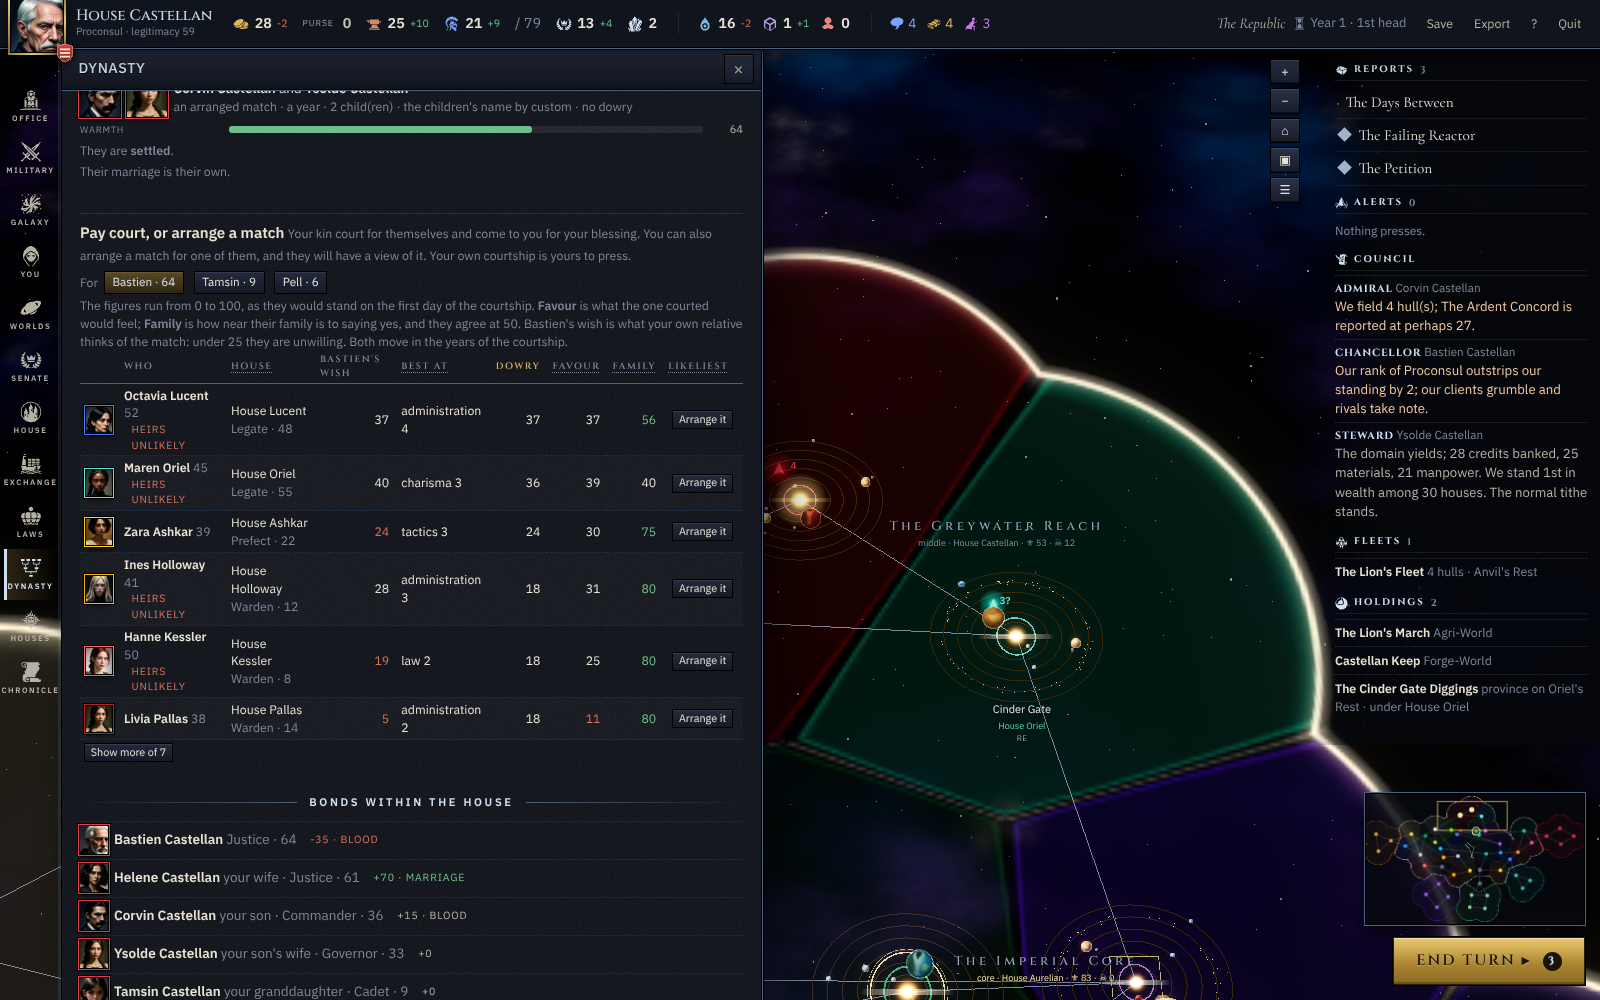 HOUSE CASTELLAN
Proconsul · legitimacy 59
28 -2 PURSE 0 25 +10 21 +9 / 79 13 +4 2 16 -2 1 +1 0 4 4 3
The Republic Year 1 · 1st head Save Export ? Quit
OFFICE
MILITARY
GALAXY
YOU
WORLDS
SENATE
HOUSE
EXCHANGE
LAWS
DYNASTY
HOUSES
CHRONICLE
DYNASTY ×
Corvin Castellan and Ysolde Castellan
an arranged match · a year · 2 child(ren) · the children's name by custom · no dowry
WARMTH 64
They are settled.
Their marriage is their own.
Pay court, or arrange a match Your kin court for themselves and come to you for your blessing. You can also
arrange a match for one of them, and they will have a view of it. Your own courtship is yours to press.
For Bastien · 64 Tamsin · 9 Pell · 6
The figures run from 0 to 100, as they would stand on the first day of the courtship. Favour is what the one courted
would feel; Family is how near their family is to saying yes, and they agree at 50. Bastien's wish is what your own relative
thinks of the match: under 25 they are unwilling. Both move in the years of the courtship.
WHO HOUSE BASTIEN'S WISH BEST AT DOWRY FAVOUR FAMILY LIKELIEST
Octavia Lucent 52 HEIRS UNLIKELY House Lucent Legate · 48 37 administration 4 37 37 56 Arrange it
Maren Oriel 45 HEIRS UNLIKELY House Oriel Legate · 55 40 charisma 3 36 39 40 Arrange it
Zara Ashkar 39 House Ashkar Prefect · 22 24 tactics 3 24 30 75 Arrange it
Ines Holloway 41 HEIRS UNLIKELY House Holloway Warden · 12 28 administration 3 18 31 80 Arrange it
Hanne Kessler 50 HEIRS UNLIKELY House Kessler Warden · 8 19 law 2 18 25 80 Arrange it
Livia Pallas 38 House Pallas Warden · 14 5 administration 2 18 11 80 Arrange it
Show more of 7
BONDS WITHIN THE HOUSE
Bastien Castellan Justice · 64 -35 · BLOOD
Helene Castellan your wife · Justice · 61 +70 · MARRIAGE
Corvin Castellan your son · Commander · 36 +15 · BLOOD
Ysolde Castellan your son's wife · Governor · 33 +0
Tamsin Castellan your granddaughter · Cadet · 9 +0
+
−
4
THE GREYWATER REACH
middle · House Castellan · 53 · 12
3?
Cinder Gate
House Oriel
RE
THE IMPERIAL CORE
core · House Aurelian · 83 · 0
REPORTS 3
The Days Between
The Failing Reactor
The Petition
ALERTS 0
Nothing presses.
COUNCIL
ADMIRAL Corvin Castellan
We field 4 hull(s); The Ardent Concord is
reported at perhaps 27.
CHANCELLOR Bastien Castellan
Our rank of Proconsul outstrips our
standing by 2; our clients grumble and
rivals take note.
STEWARD Ysolde Castellan
The domain yields; 28 credits banked, 25
materials, 21 manpower. We stand 1st in
wealth among 30 houses. The normal tithe
stands.
FLEETS 1
The Lion's Fleet 4 hulls · Anvil's Rest
HOLDINGS 2
The Lion's March Agri-World
Castellan Keep Forge-World
The Cinder Gate Diggings province on Oriel's
Rest · under House Oriel
END TURN ▸ 3